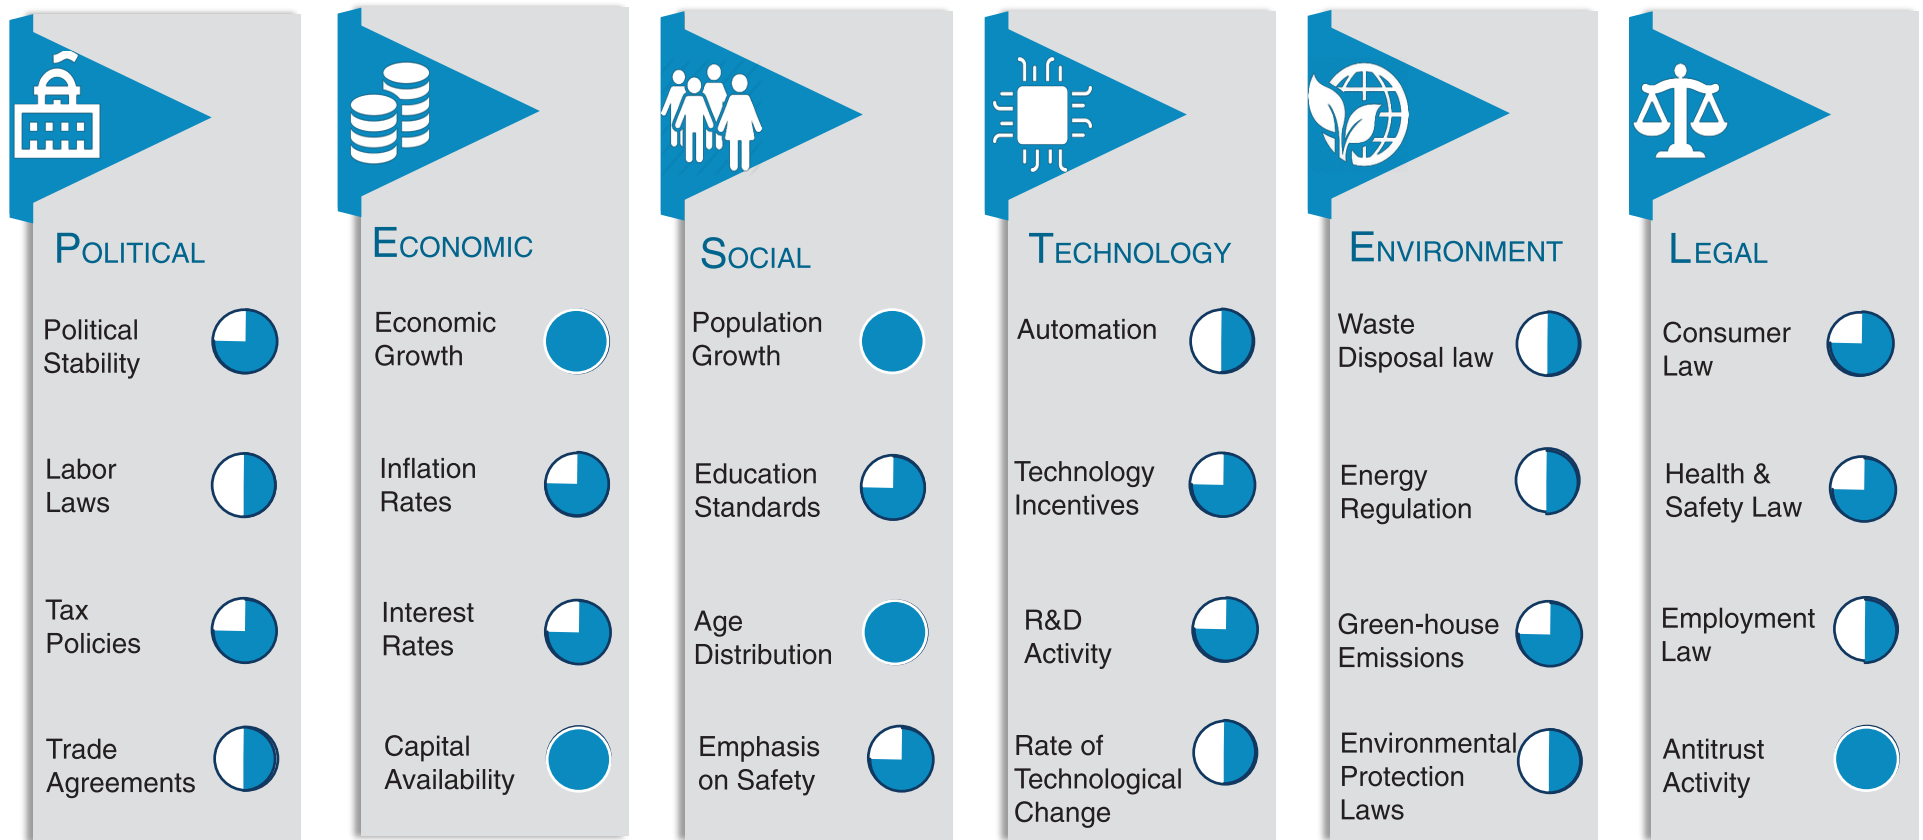 POLITICAL
Political
Stability
Labor
Laws
Tax
Policies
Trade
Agreements
ECONOMIC
Economic
Growth
Inflation
Rates
Interest
Rates
Capital
Availability
SOCIAL
Population
Growth
Education
Standards
Age
Distribution
Emphasis
on Safety
TECHNOLOGY
Automation
Technology
Incentives
R&D
Activity
Rate of
Technological
Change
ENVIRONMENT
Waste
Disposal law
Energy
Regulation
Green-house
Emissions
Environmental
Protection
Laws
LEGAL
Consumer
Law
Health &
Safety Law
Employment
Law
Antitrust
Activity